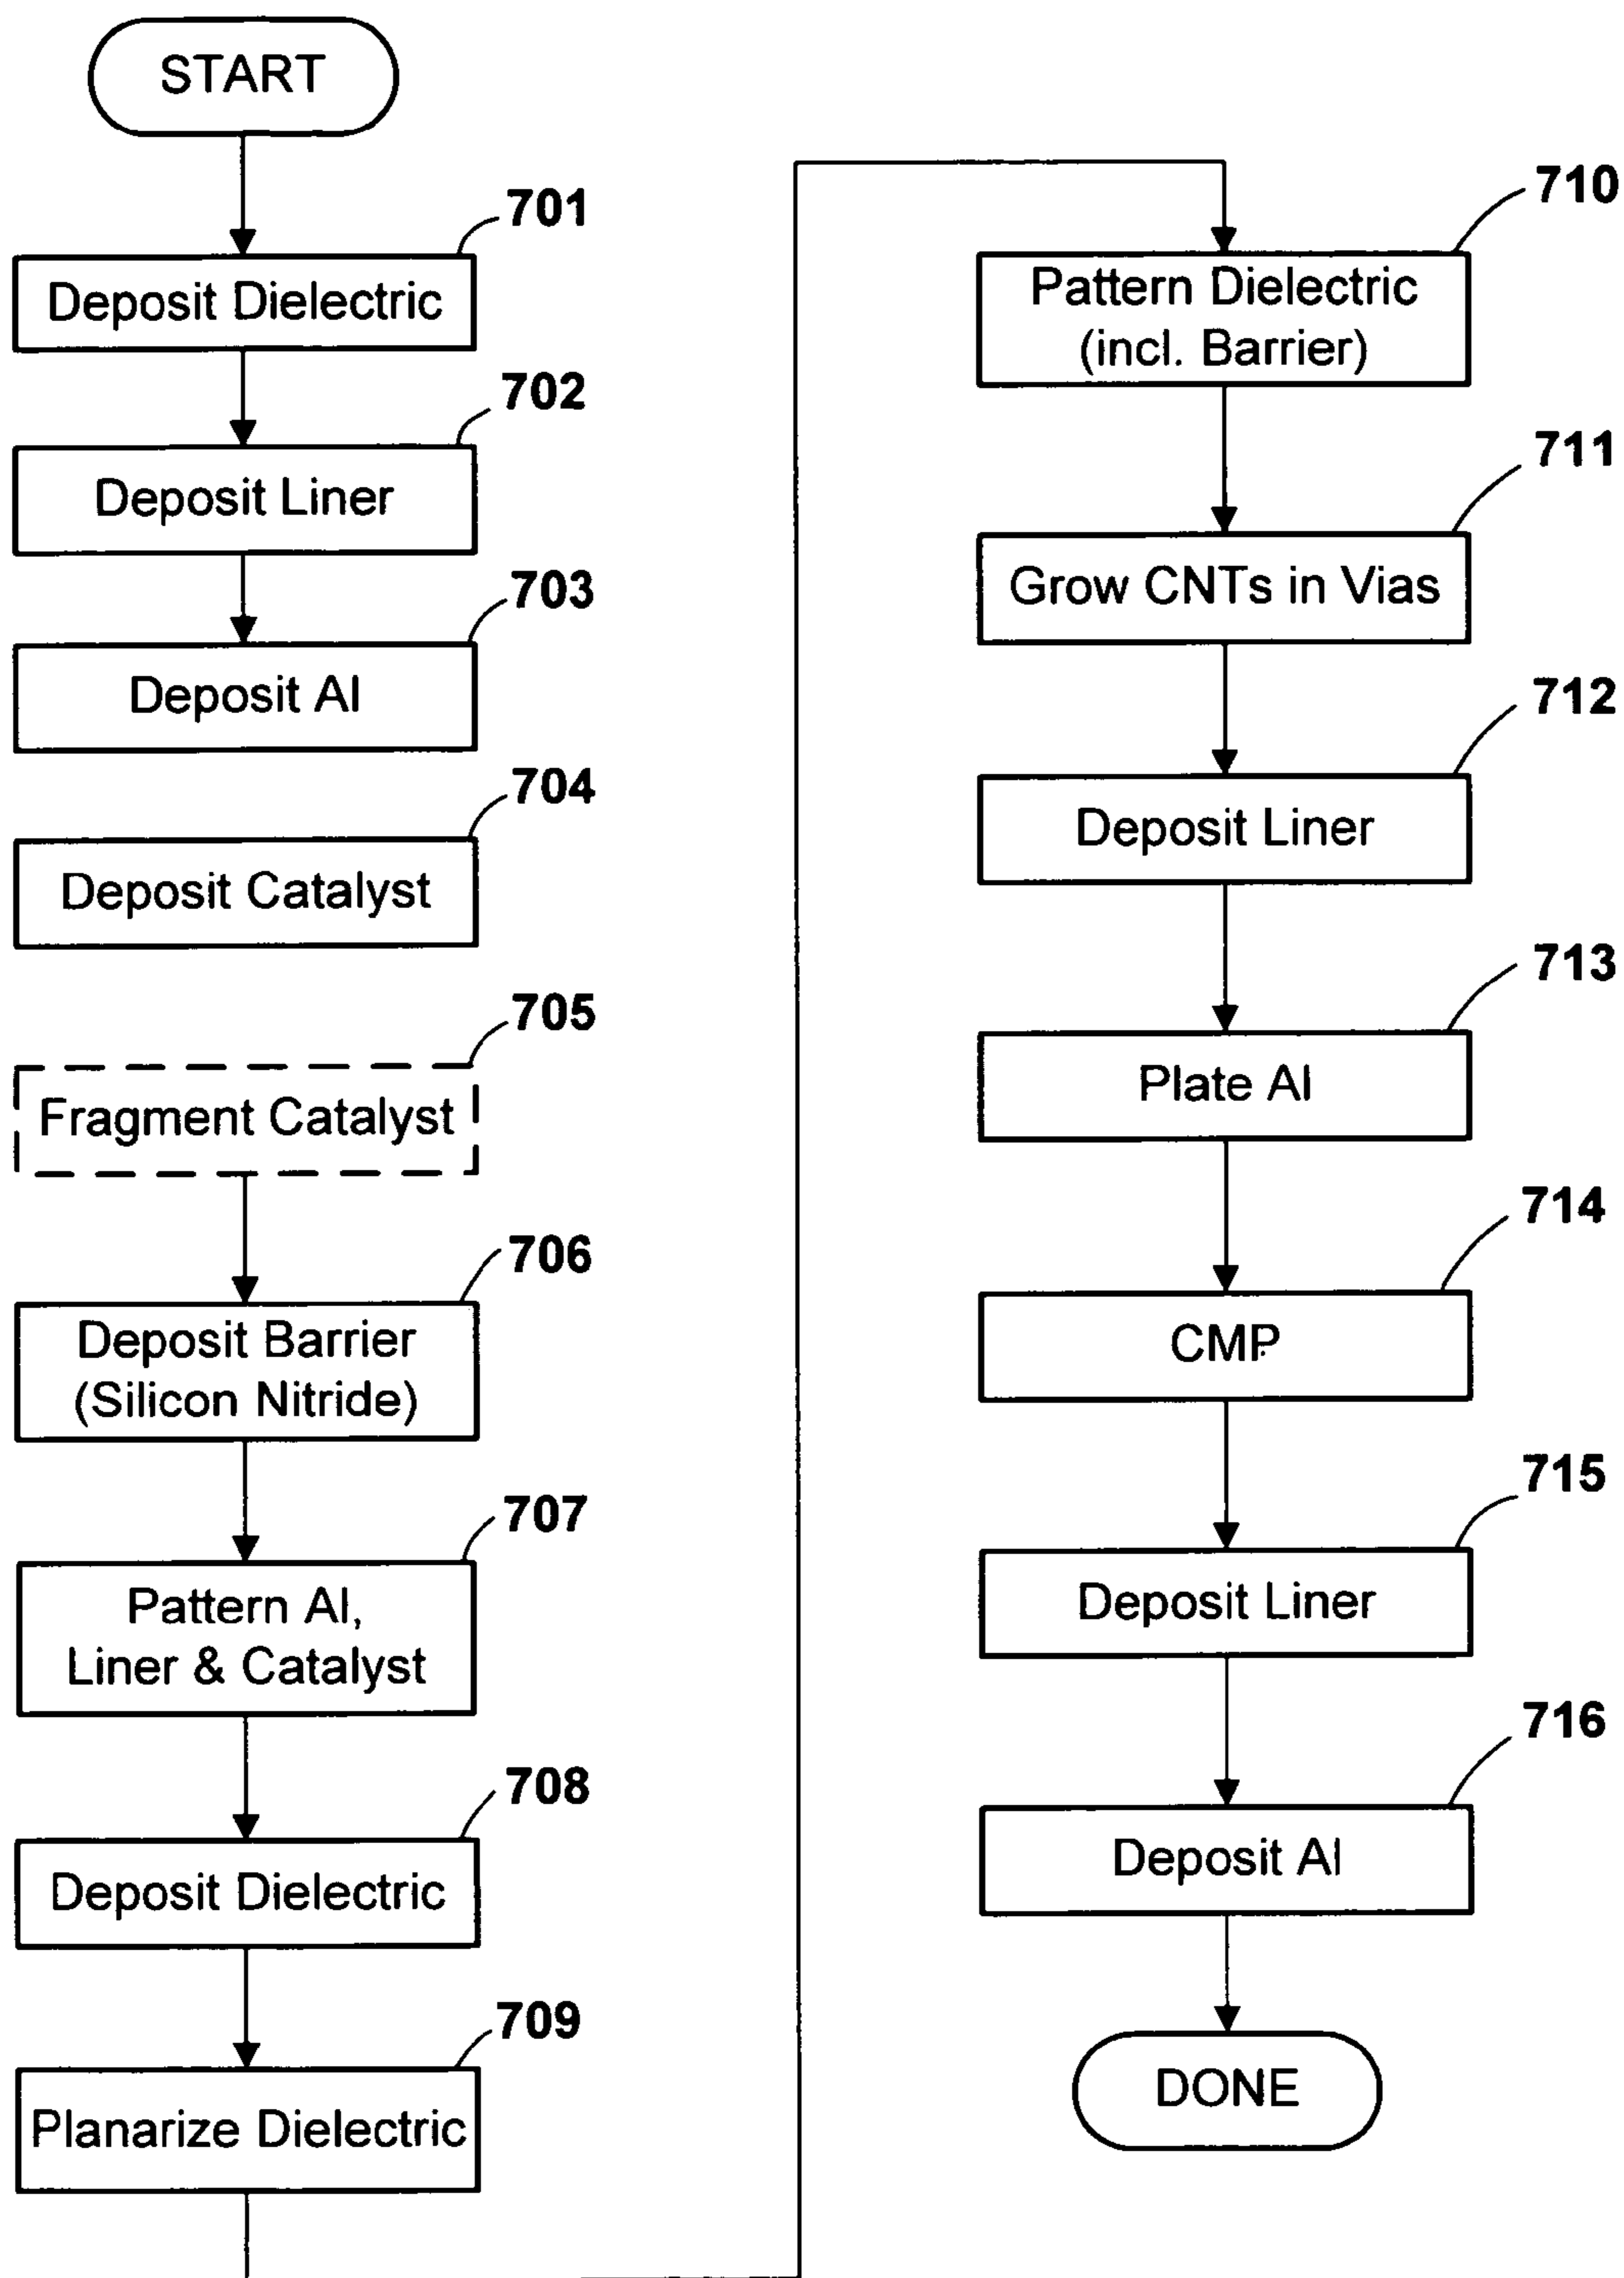 START
701
Deposit Dielectric
702
Deposit Liner
703
Deposit Al
704
Deposit Catalyst
705
Fragment Catalyst
706
Deposit Barrier
(Silicon Nitride)
707
Pattern Al,
Liner & Catalyst
708
Deposit Dielectric
709
Planarize Dielectric
710
Pattern Dielectric
(incl. Barrier)
711
Grow CNTs in Vias
712
Deposit Liner
713
Plate Al
714
CMP
715
Deposit Liner
716
Deposit Al
DONE